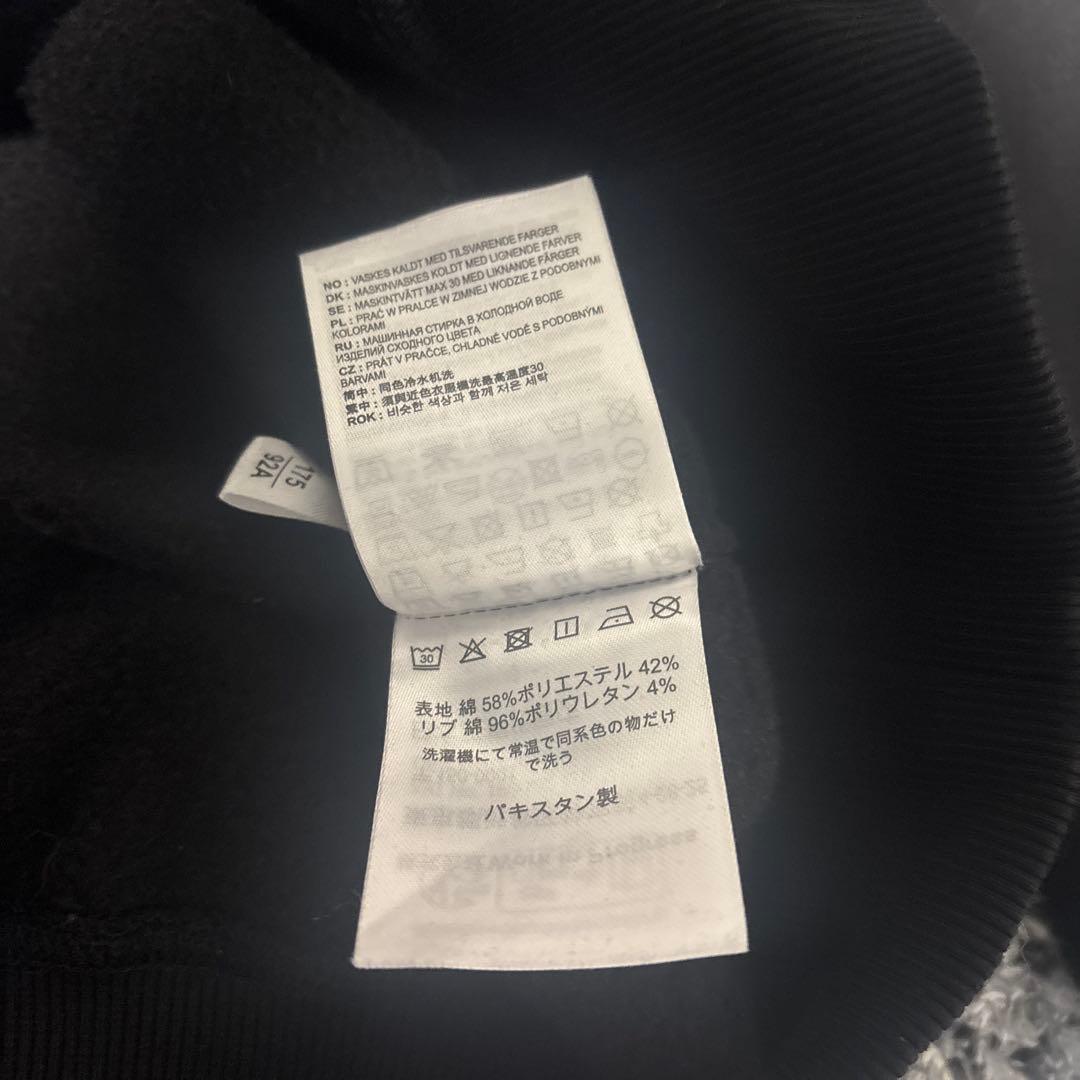 NO : VASKES KALDT MED TILSVARENDE FARGER
DK : MASKINVASKES KOLDT MED LIGNENDE FARVER
SE : MASKINTVÄTT MAX 30 MED LIKNANDE FÄRGER
PL : PRAĆ W PRALCE W ZIMNEJ WODZIE Z PODOBNYMI
KOLORAMI
RU : МАШИННАЯ СТИРКА В ХОЛОДНОЙ ВОДЕ
ИЗДЕЛИЙ СХОДНОГО ЦВЕТА
CZ : PRÁT V PRAČCE, CHLADNÉ VODĚ S PODOBNÝMI
BARVAMI
简中 : 同色冷水机洗
繁中 : 須與近色衣服機洗最高溫度30
ROK : 비슷한 색상과 함께 저온 세탁
175
92A
30
表地 綿 58%ポリエステル 42%
リブ 綿 96%ポリウレタン 4%
洗濯機にて常温で同系色の物だけ
で洗う
パキスタン製
Work in Progress